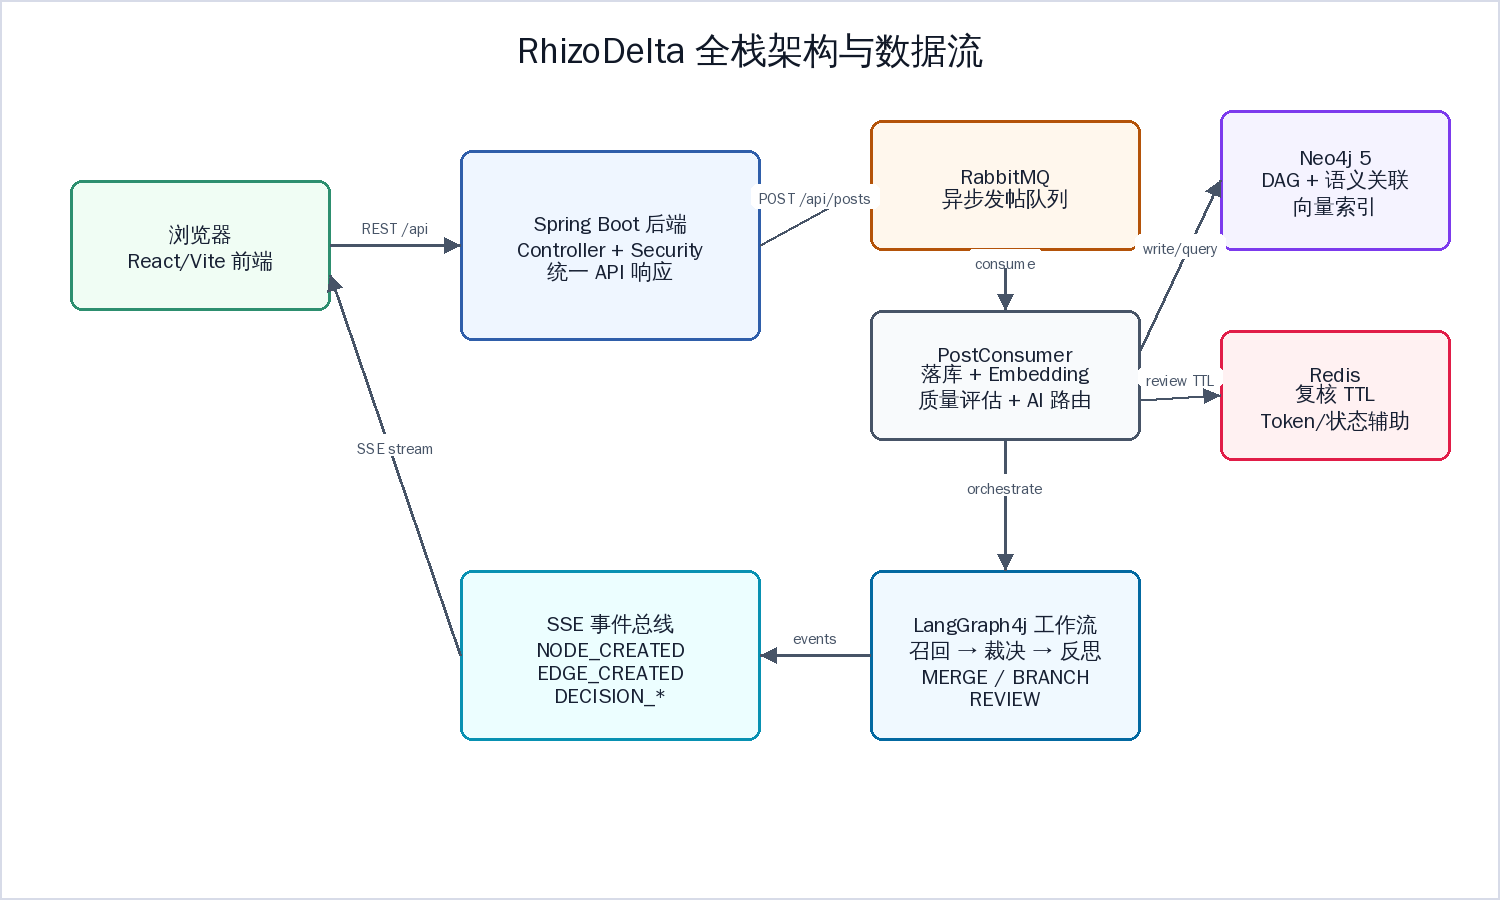 RhizoDelta 全栈架构与数据流
浏览器
React/Vite 前端
REST /api
Spring Boot 后端
Controller + Security
统一 API 响应
POST /api/posts
RabbitMQ
异步发帖队列
consume
Neo4j 5
DAG + 语义关联
向量索引
write/query
PostConsumer
落库 + Embedding
质量评估 + AI 路由
review TTL
Redis
复核 TTL
Token/状态辅助
orchestrate
SSE stream
SSE 事件总线
NODE_CREATED
EDGE_CREATED
DECISION_*
events
LangGraph4j 工作流
召回 → 裁决 → 反思
MERGE / BRANCH
REVIEW